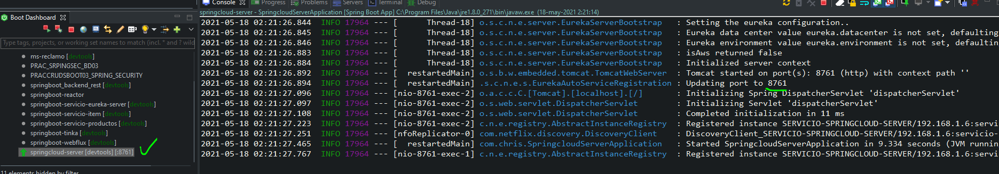 Console Progress Problems Servers Terminal Debug
springcloud-server - SpringcloudServerApplication [Spring Boot App] C:\Program Files\Java\jre1.8.0_271\bin\javaw.exe (18-may-2021 2:21:14)
Boot Dashboard
Type tags, projects, or working set names to match (incl. * and ? wild
ms-reclamo [devtools]
PRAC_SRPINGSEC_BD03
PRACCRUDSBOOT03_SPRING_SECURITY
springboot_backend_rest [devtools]
springboot-reactor
springboot-servicio-eureka-server [devtools]
springboot-servicio-item [devtools]
springboot-servicio-productos [devtools]
springboot-tinka [devtools]
springboot-webflux [devtools]
springcloud-server [devtools] [:8761]
11 elements hidden by filter
2021-05-18 02:21:26.844 INFO 17964 --- [ Thread-18] o.s.c.n.e.server.EurekaServerBootstrap : Setting the eureka configuration..
2021-05-18 02:21:26.845 INFO 17964 --- [ Thread-18] o.s.c.n.e.server.EurekaServerBootstrap : Eureka data center value eureka.datacenter is not set, defaulting
2021-05-18 02:21:26.846 INFO 17964 --- [ Thread-18] o.s.c.n.e.server.EurekaServerBootstrap : Eureka environment value eureka.environment is not set, defaultin
2021-05-18 02:21:26.883 INFO 17964 --- [ Thread-18] o.s.c.n.e.server.EurekaServerBootstrap : isAws returned false
2021-05-18 02:21:26.884 INFO 17964 --- [ Thread-18] o.s.c.n.e.server.EurekaServerBootstrap : Initialized server context
2021-05-18 02:21:26.892 INFO 17964 --- [ restartedMain] o.s.b.w.embedded.tomcat.TomcatWebServer : Tomcat started on port(s): 8761 (http) with context path ''
2021-05-18 02:21:26.894 INFO 17964 --- [ restartedMain] .s.c.n.e.s.EurekaAutoServiceRegistration : Updating port to 8761
2021-05-18 02:21:27.096 INFO 17964 --- [nio-8761-exec-2] o.a.c.c.C.[Tomcat].[localhost].[/] : Initializing Spring DispatcherServlet 'dispatcherServlet'
2021-05-18 02:21:27.097 INFO 17964 --- [nio-8761-exec-2] o.s.web.servlet.DispatcherServlet : Initializing Servlet 'dispatcherServlet'
2021-05-18 02:21:27.108 INFO 17964 --- [nio-8761-exec-2] o.s.web.servlet.DispatcherServlet : Completed initialization in 11 ms
2021-05-18 02:21:27.223 INFO 17964 --- [nio-8761-exec-2] c.n.e.registry.AbstractInstanceRegistry : Registered instance SERVICIO-SPRINGCLOUD-SERVER/192.168.1.6:servi
2021-05-18 02:21:27.251 INFO 17964 --- [nfoReplicator-0] com.netflix.discovery.DiscoveryClient : DiscoveryClient_SERVICIO-SPRINGCLOUD-SERVER/192.168.1.6:servicio-
2021-05-18 02:21:27.465 INFO 17964 --- [ restartedMain] com.chris.SpringcloudServerApplication : Started SpringcloudServerApplication in 9.334 seconds (JVM runnin
2021-05-18 02:21:27.767 INFO 17964 --- [nio-8761-exec-1] c.n.e.registry.AbstractInstanceRegistry : Registered instance SERVICIO-SPRINGCLOUD-SERVER/192.168.1.6:servi